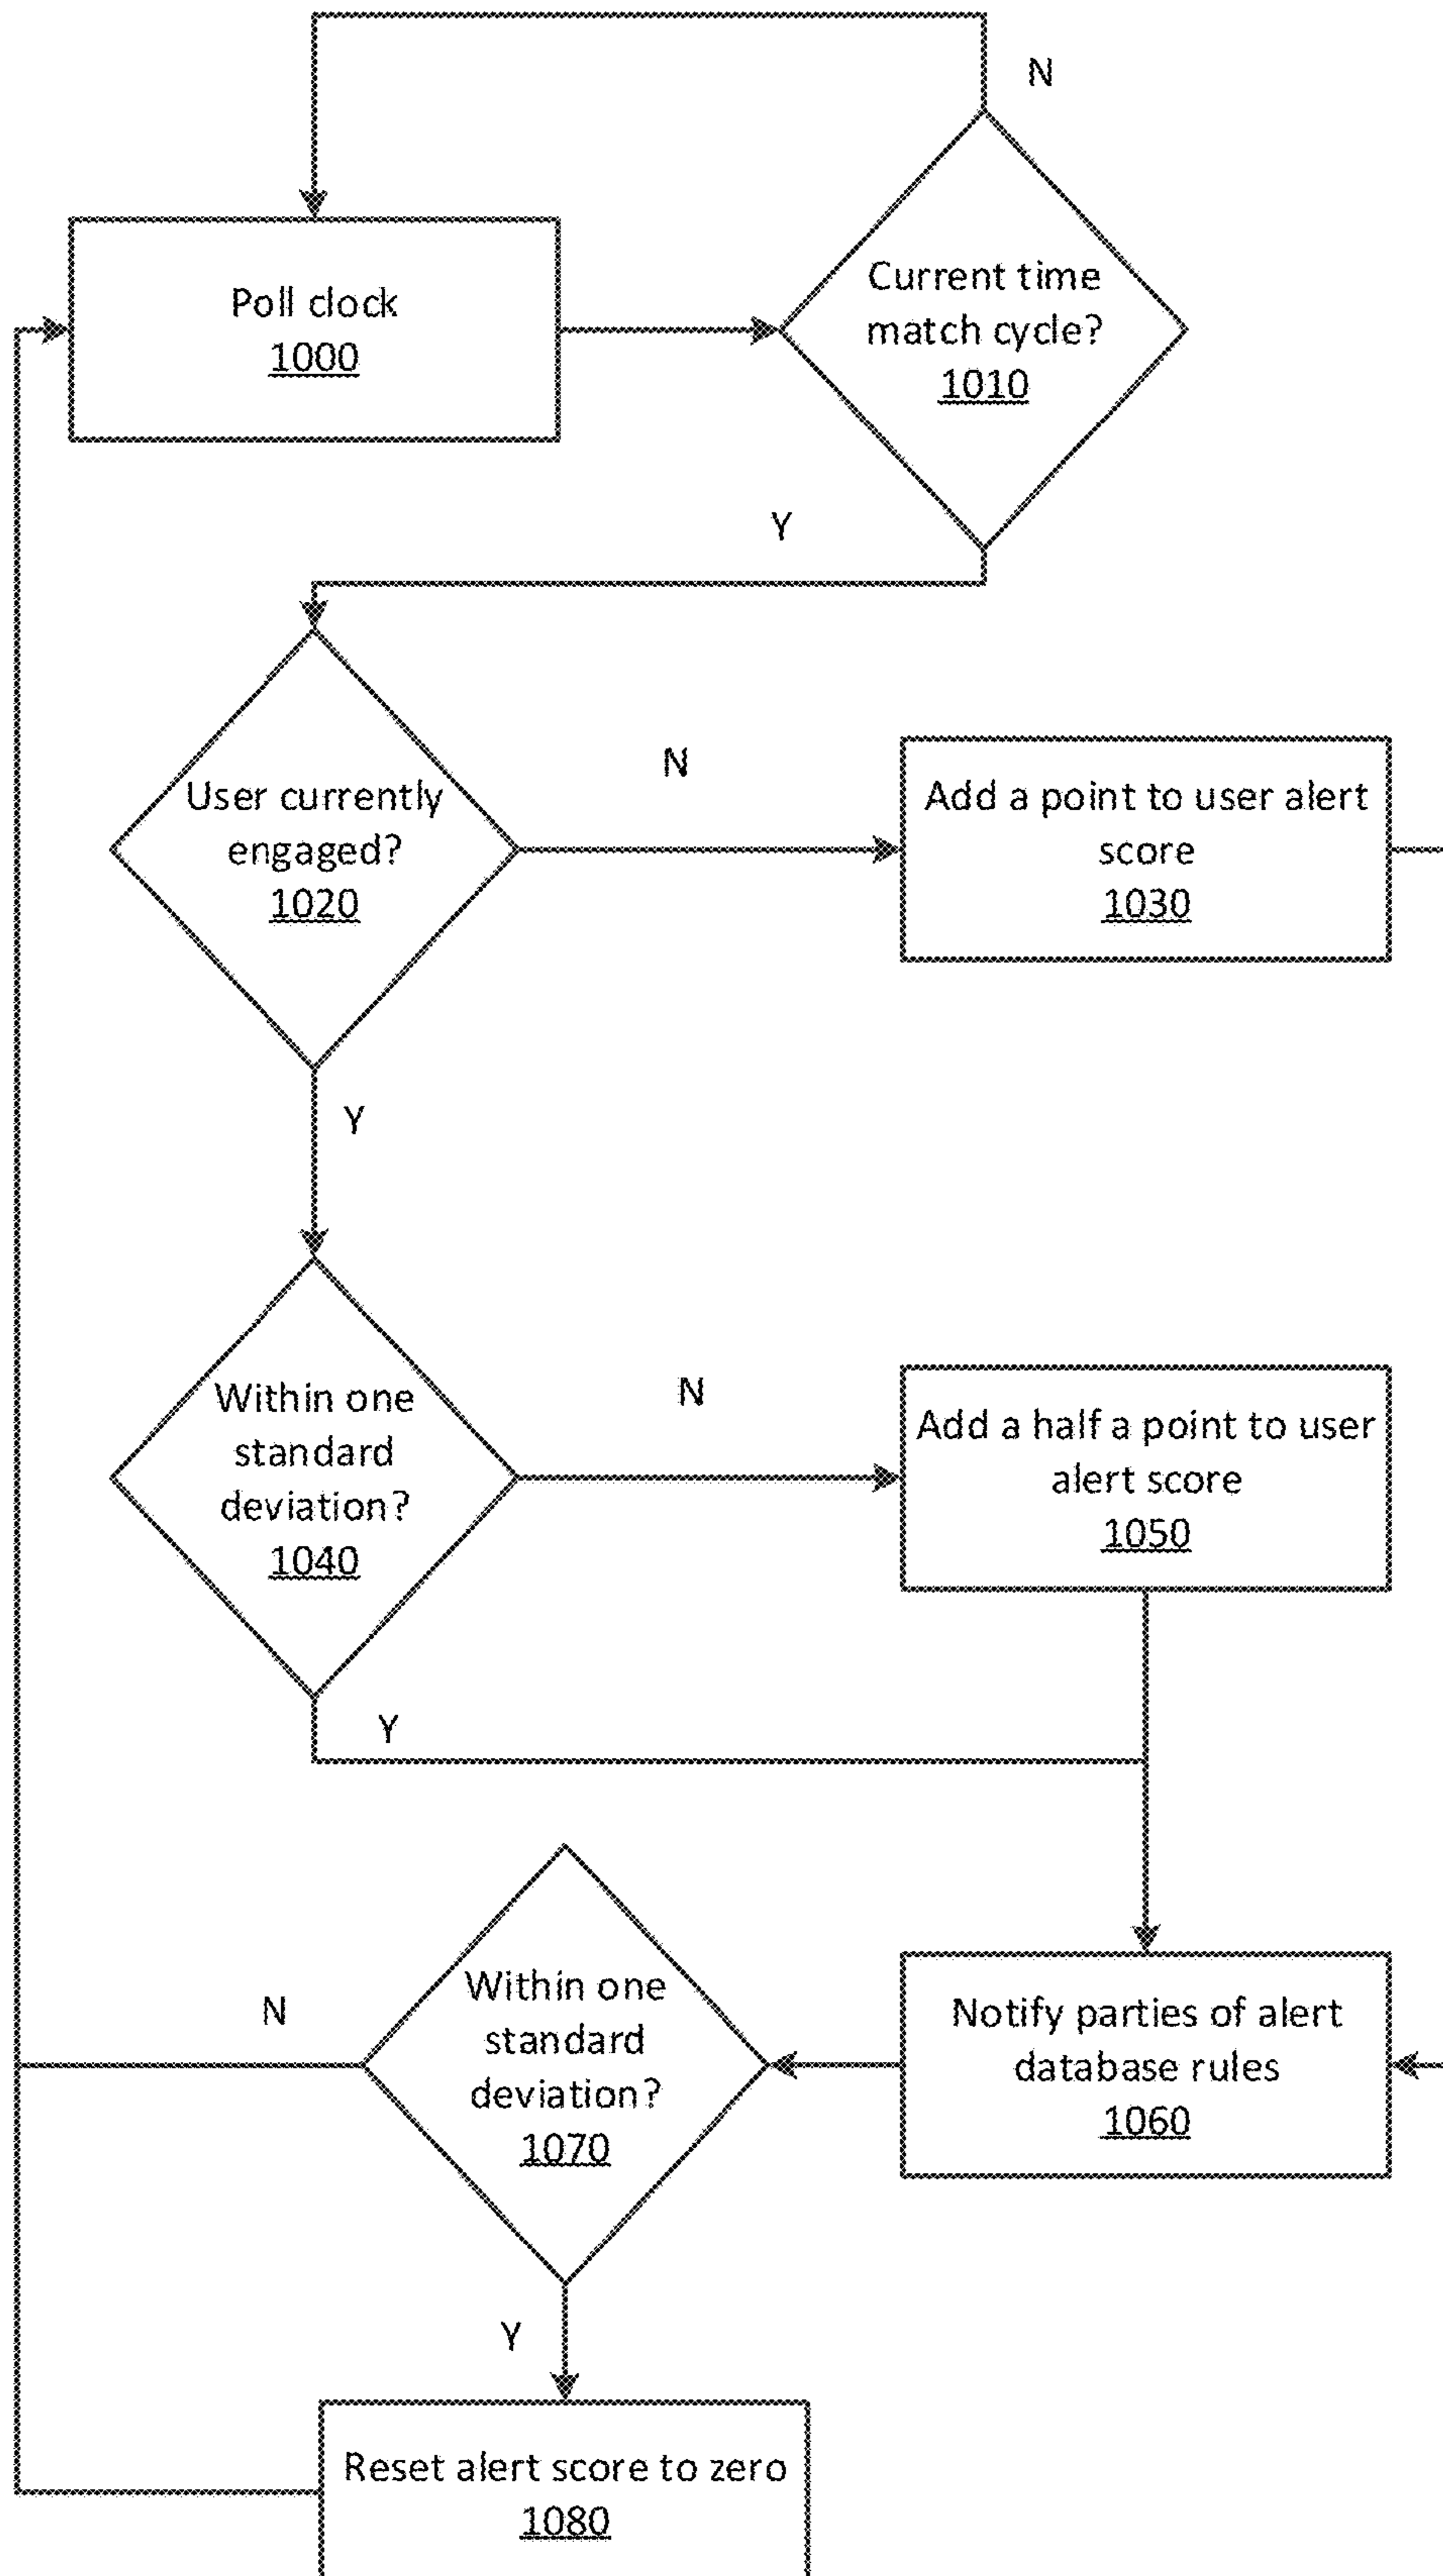 N
Poll clock
1000
Current time
match cycle?
1010
Y
User currently
engaged?
1020
N
Add a point to user alert
score
1030
Y
Within one
standard
deviation?
1040
N
Add a half a point to user
alert score
1050
Y
N
Within one
standard
deviation?
1070
Notify parties of alert
database rules
1060
Y
Reset alert score to zero
1080